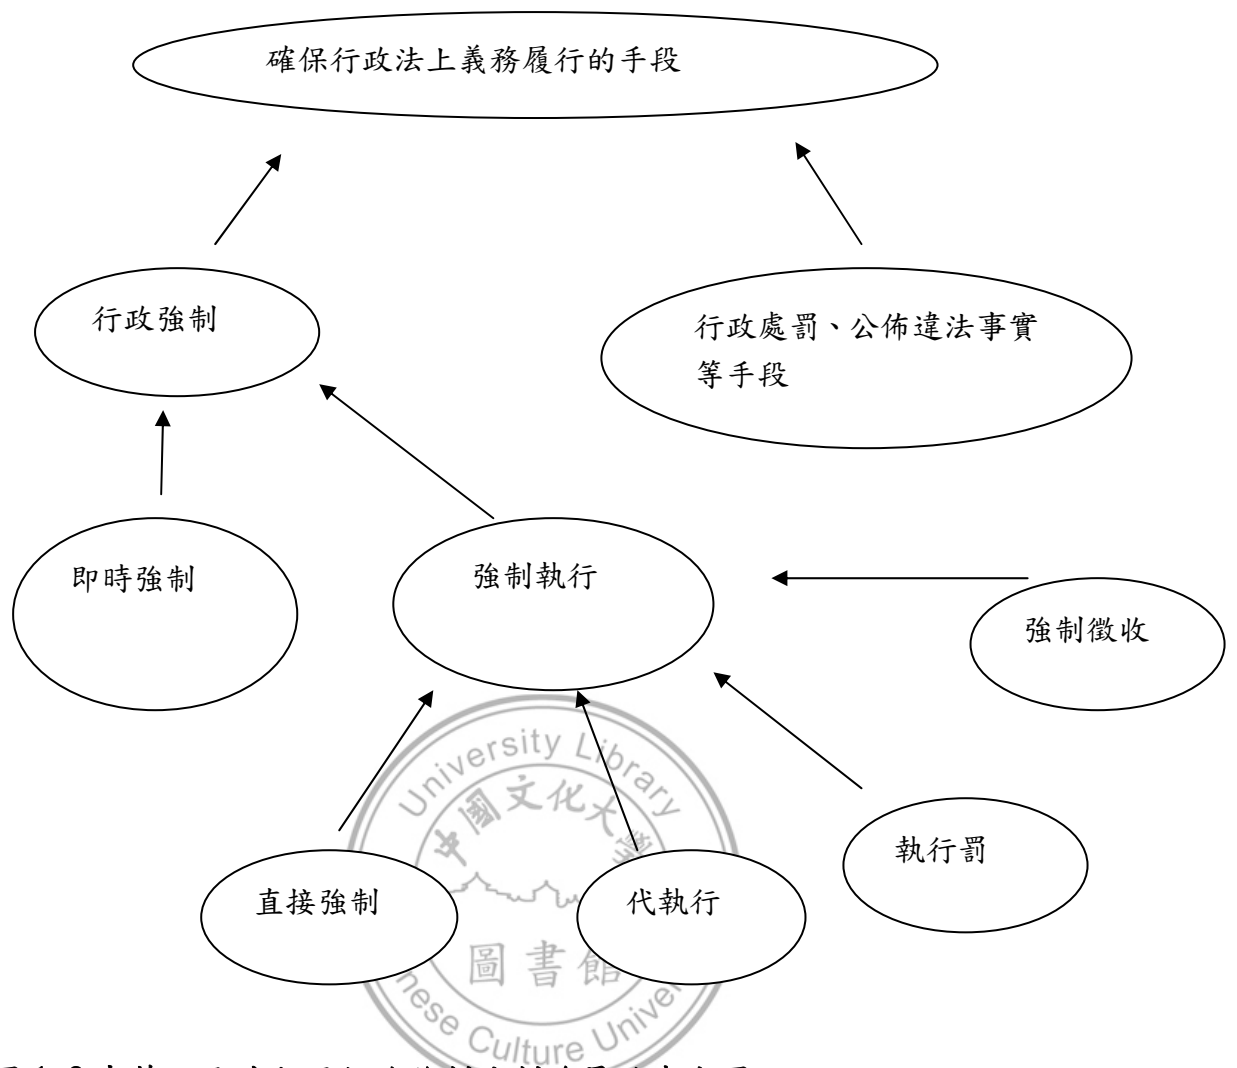 確保行政法上義務履行的手段
行政強制
行政處罰、公佈違法事實
等手段
即時強制
強制執行
強制徵收
執行罰
直接強制
代執行
University Library
中國文化大學
圖書館
Culture